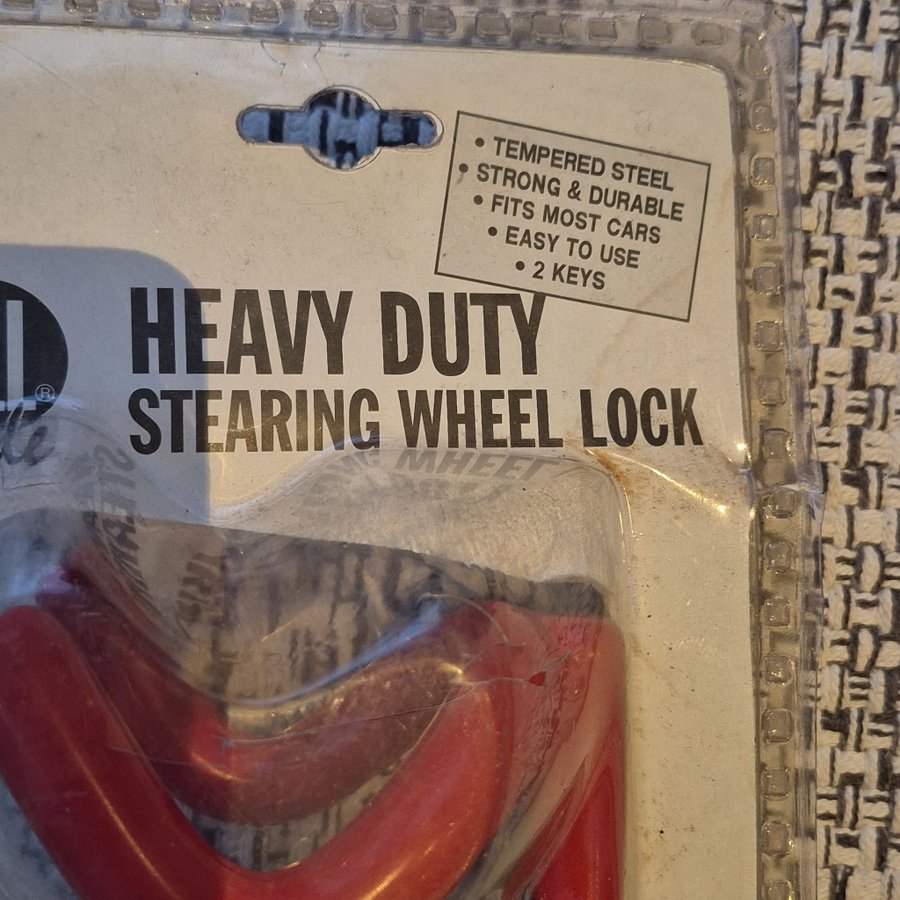 • TEMPERED STEEL
• STRONG & DURABLE
• FITS MOST CARS
• EASY TO USE
• 2 KEYS
HEAVY DUTY
STEARING WHEEL LOCK
®